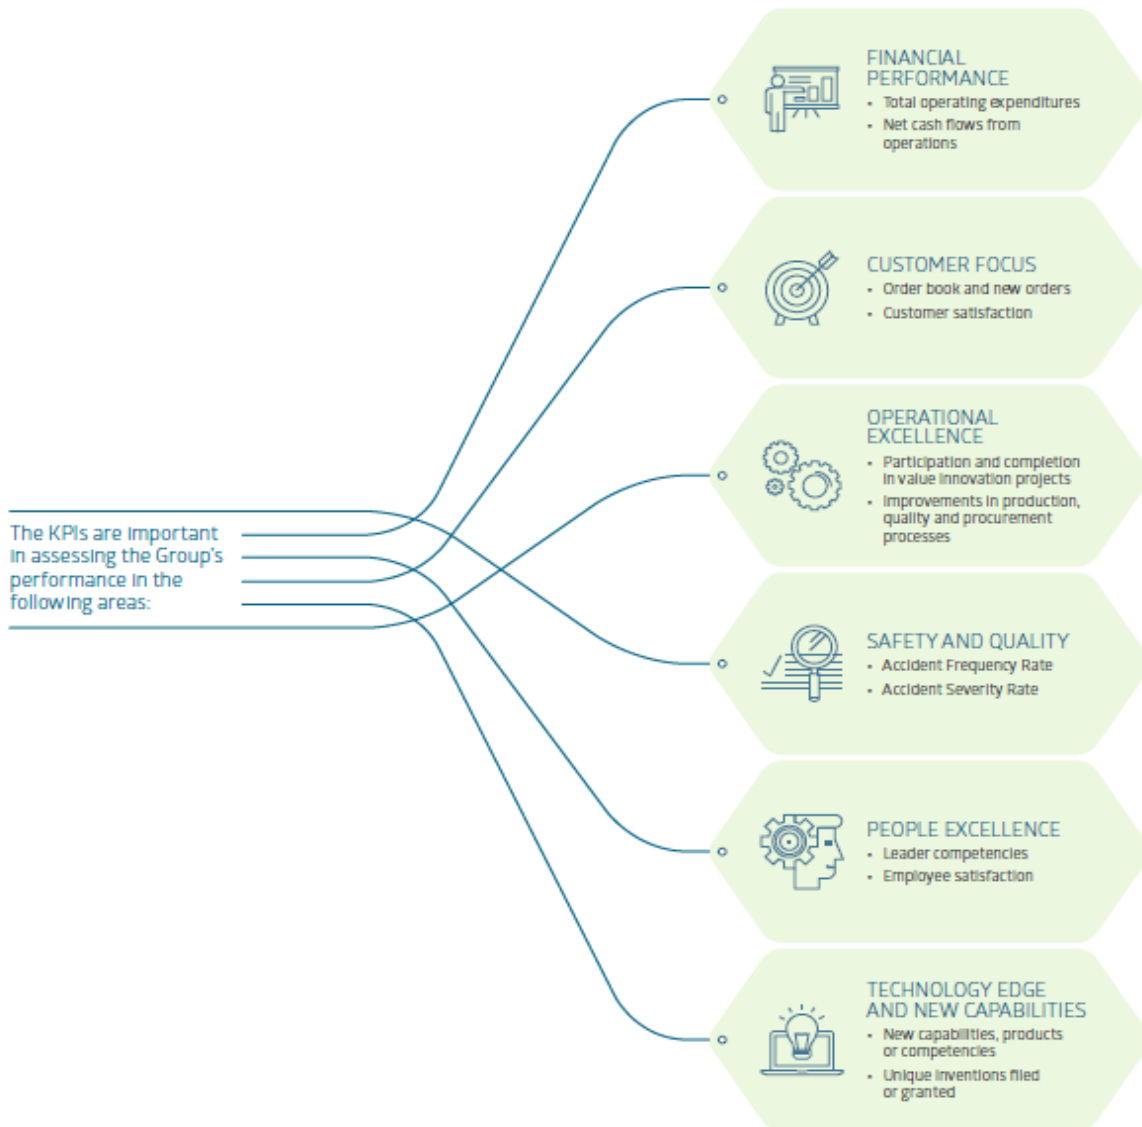 The KPIs are important
in assessing the Group's
performance in the
following areas:
FINANCIAL
PERFORMANCE
• Total operating expenditures
• Net cash flows from
operations
CUSTOMER FOCUS
• Order book and new orders
• Customer satisfaction
OPERATIONAL
EXCELLENCE
• Participation and completion
in value innovation projects
• Improvements in production,
quality and procurement
processes
SAFETY AND QUALITY
• Accident Frequency Rate
• Accident Severity Rate
PEOPLE EXCELLENCE
• Leader competencies
• Employee satisfaction
TECHNOLOGY EDGE
AND NEW CAPABILITIES
• New capabilities, products
or competencies
• Unique inventions filed
or granted